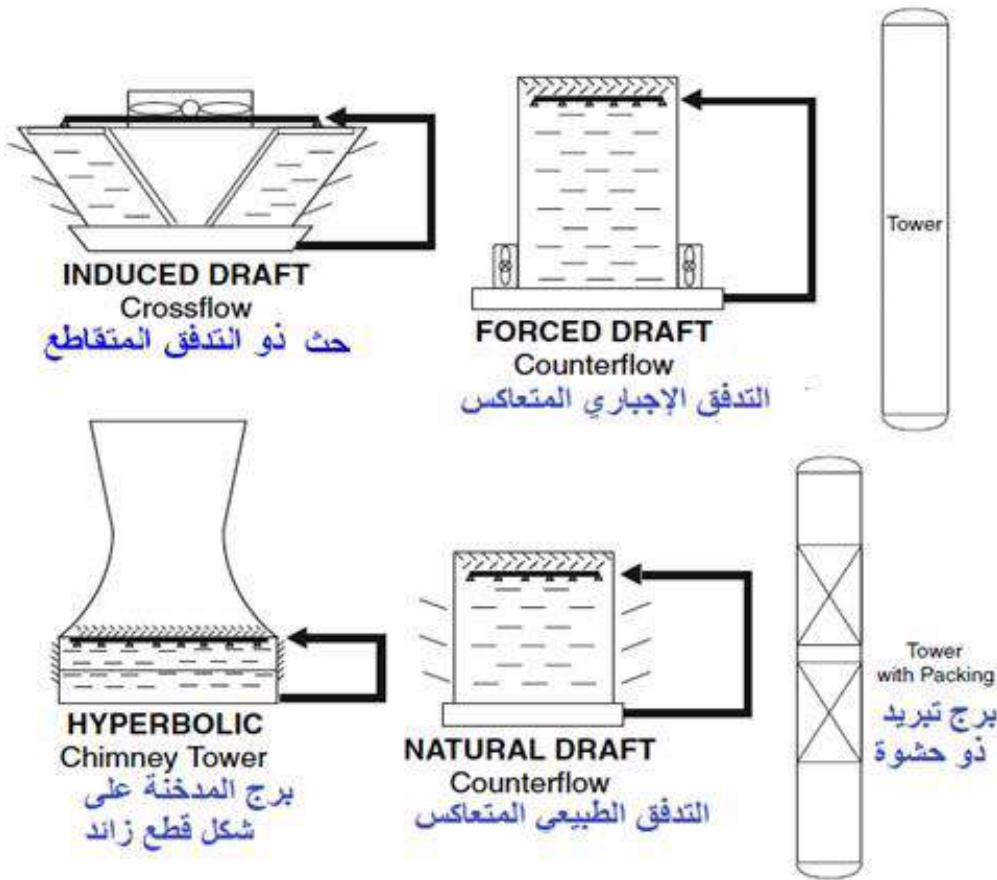 INDUCED DRAFT
Crossflow
حث ذو التدفق المتقاطع
FORCED DRAFT
Counterflow
التدفق الإجباري المتعاكس
Tower
HYPERBOLIC
Chimney Tower
برج المدخنة على
شكل قطع زائد
NATURAL DRAFT
Counterflow
التدفق الطبيعي المتعاكس
Tower
with Packing
برج تبريد
ذو حشوة